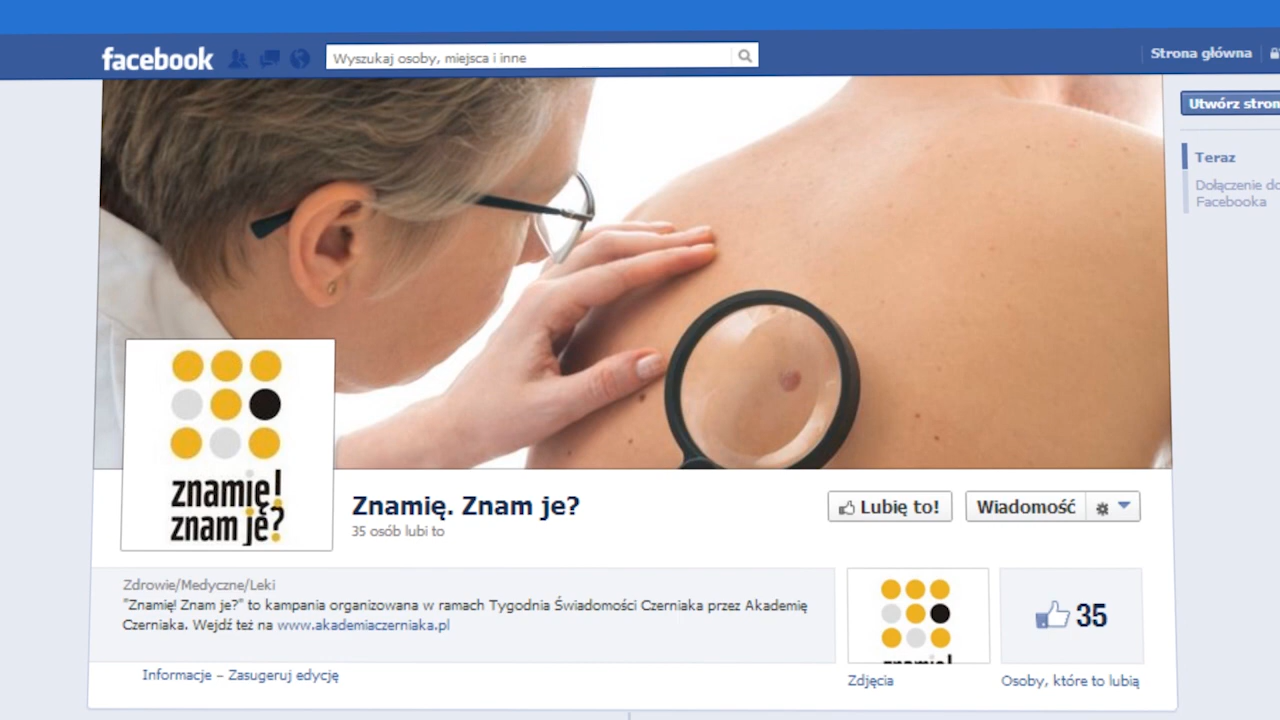 facebook
Wyszukaj osoby, miejsca i inne
Strona główna
Utwórz stron
Teraz
Dołączenie do
Facebooka
znamię!
znam je?
Znamię. Znam je?
35 osób lubi to
Lubię to!
Wiadomość
Zdrowie/Medyczne/Leki
"Znamię! Znam je?" to kampania organizowana w ramach Tygodnia Świadomości Czerniaka przez Akademię
Czerniaka. Wejdź też na www.akademiaczerniaka.pl
35
Informacje – Zasugeruj edycję
Zdjęcia
Osoby, które to lubią